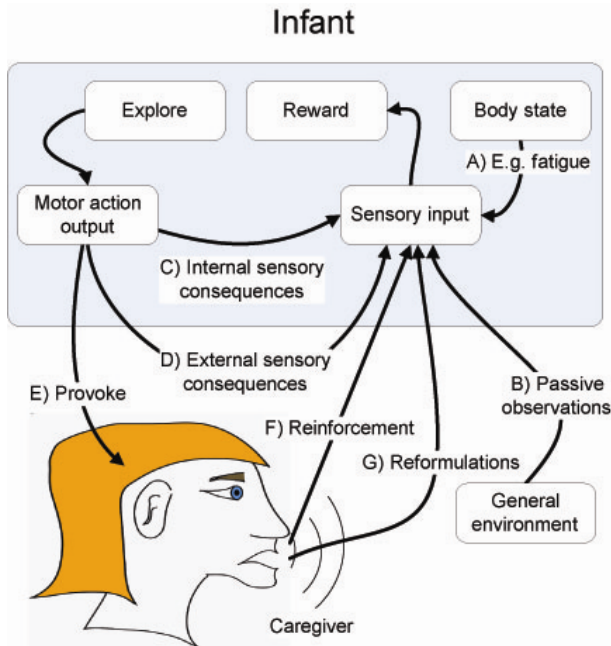 Infant
Explore
Reward
Body state
A) E.g. fatigue
Motor action
output
Sensory input
C) Internal sensory
consequences
D) External sensory
consequences
E) Provoke
B) Passive
observations
F) Reinforcement
G) Reformulations
General
environment
Caregiver